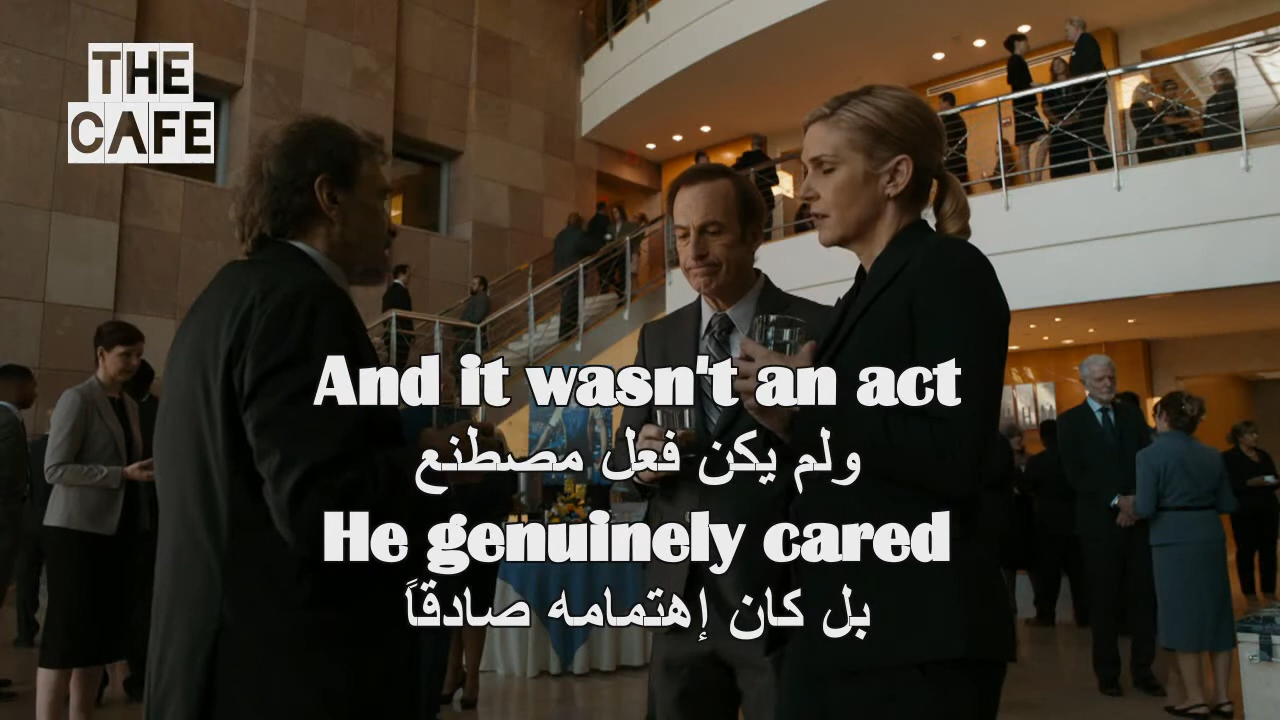 THE
CAFE
And it wasn't an act
ولم يكن فعل مصطنع
He genuinely cared
بل كان إهتمامه صادقاً